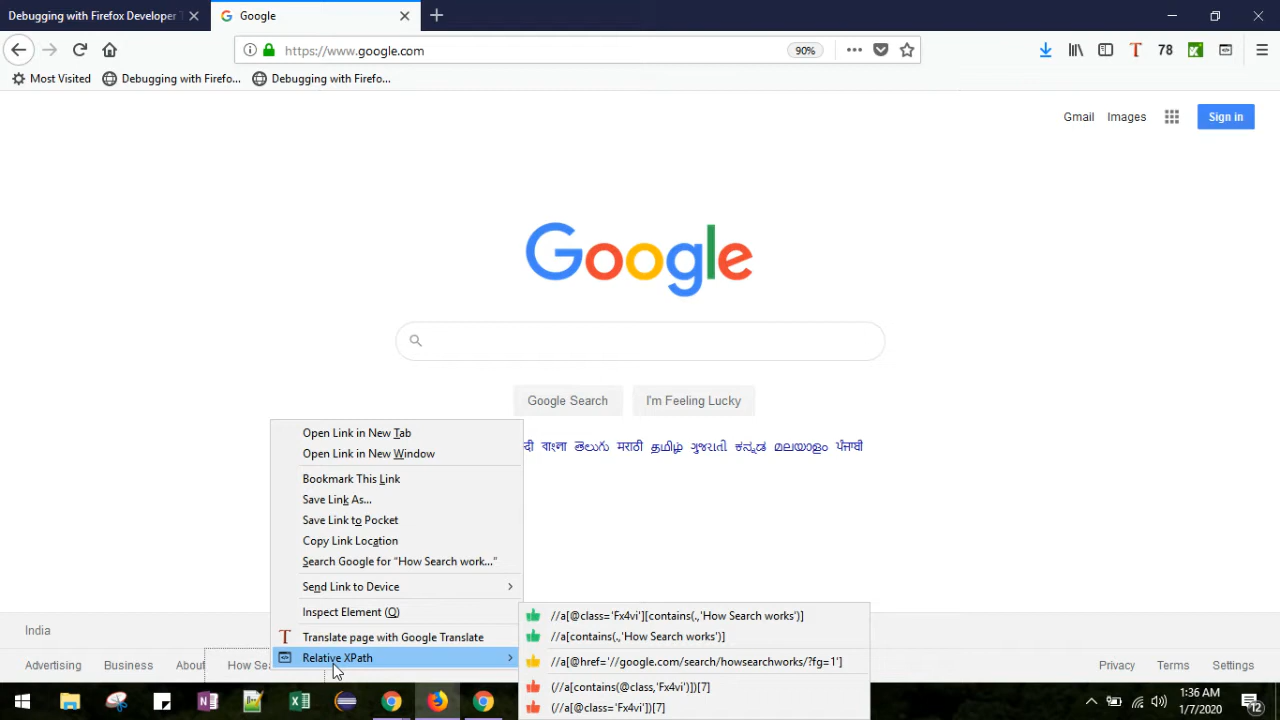 Debugging with Firefox Developer T
Google
https://www.google.com
90%
78
Most Visited
Debugging with Firefo...
Debugging with Firefo...
Gmail
Images
Sign in
Google
Google Search
I'm Feeling Lucky
বাংলা తెలుగు मराठी தமிழ் ગુજરાતી ಕನ್ನಡ മലയാളം ਪੰਜਾਬੀ
Open Link in New Tab
Open Link in New Window
Bookmark This Link
Save Link As...
Save Link to Pocket
Copy Link Location
Search Google for “How Search work...”
Send Link to Device
Inspect Element (Q)
Translate page with Google Translate
Relative XPath
//a[@class='Fx4vi'][contains(.,'How Search works')]
//a[contains(.,'How Search works')]
//a[@href='//google.com/search/howsearchworks/?fg=1']
(//a[contains(@class,'Fx4vi')])[7]
(//a[@class='Fx4vi'])[7]
India
Advertising
Business
About
How Sea
Privacy
Terms
Settings
1:36 AM
1/7/2020
12